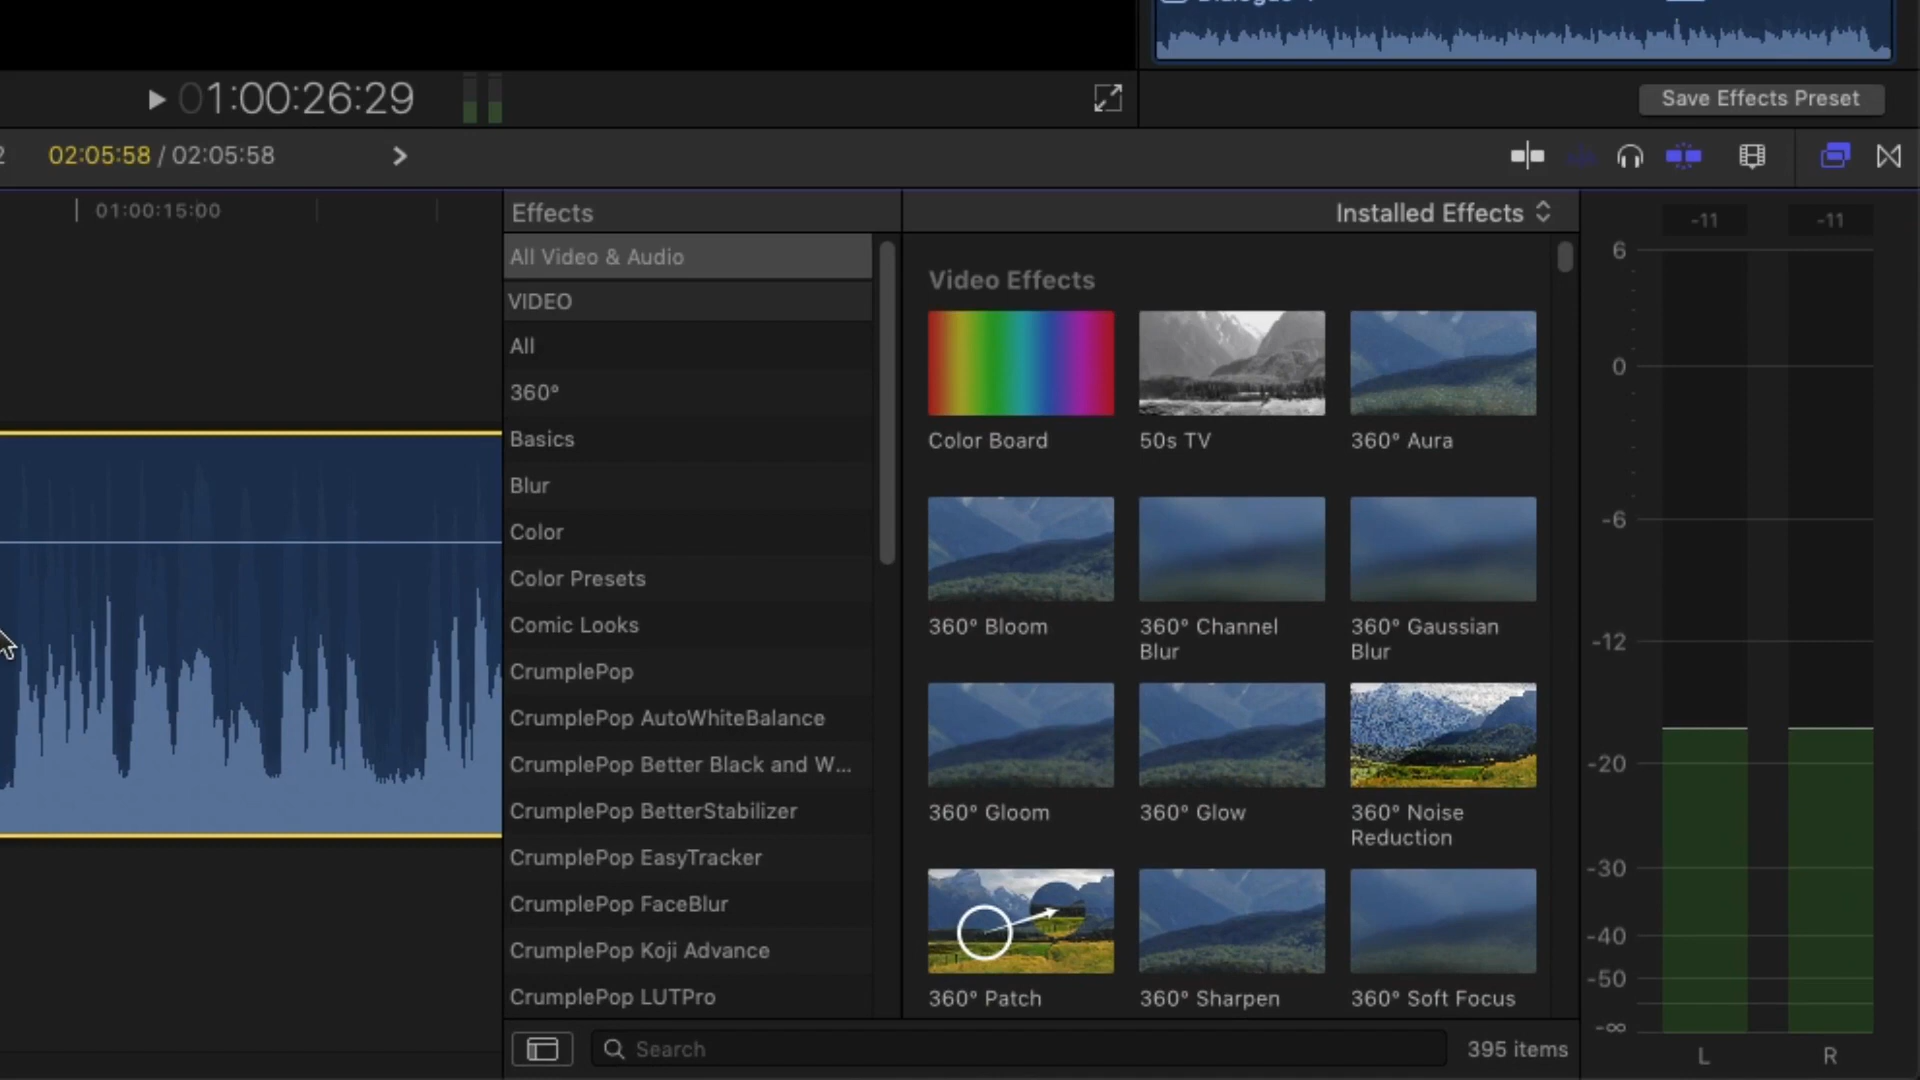 Dialogue
01:00:26:29
Save Effects Preset
2
02:05:58 / 02:05:58
01:00:15:00
Effects
Installed Effects
All Video & Audio
VIDEO
All
360°
Basics
Blur
Color
Color Presets
Comic Looks
CrumplePop
CrumplePop AutoWhiteBalance
CrumplePop Better Black and W...
CrumplePop BetterStabilizer
CrumplePop EasyTracker
CrumplePop FaceBlur
CrumplePop Koji Advance
CrumplePop LUTPro
Video Effects
Color Board
50s TV
360° Aura
360° Bloom
360° Channel
Blur
360° Gaussian
Blur
360° Gloom
360° Glow
360° Noise
Reduction
360° Patch
360° Sharpen
360° Soft Focus
Search
395 items
-11
-11
6
0
-6
-12
-20
-30
-40
-50
-∞
L
R